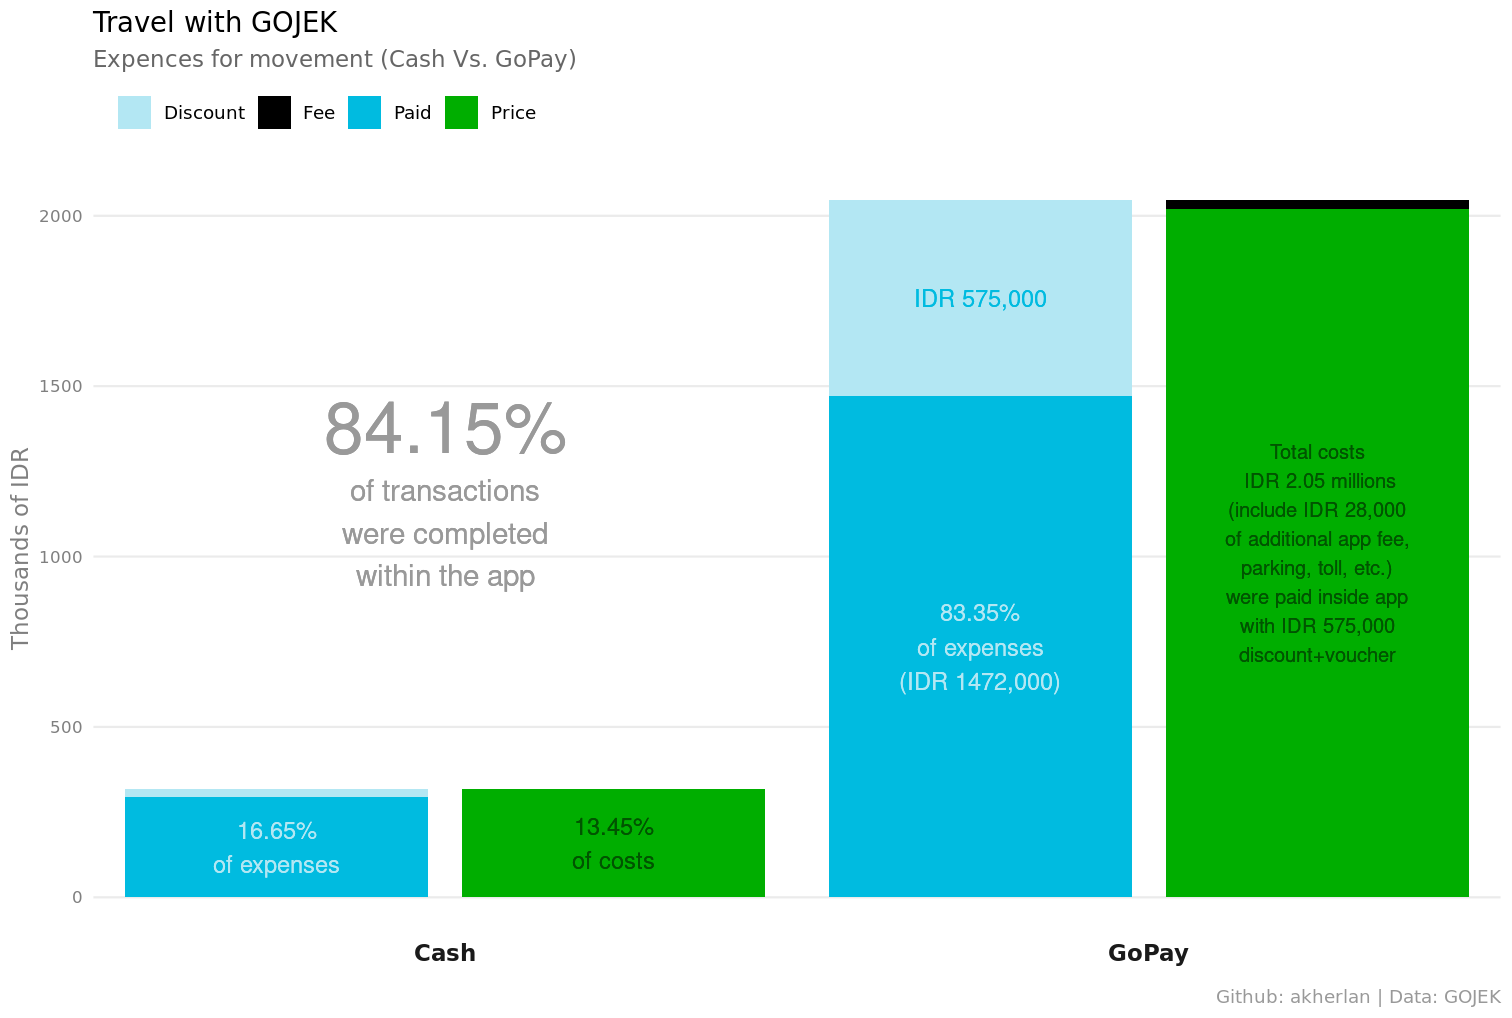 Travel with GOJEK
Expences for movement (Cash Vs. GoPay)
Discount Fee Paid Price
Thousands of IDR
2000
1500
1000
500
0
84.15%
of transactions
were completed
within the app
16.65%
of expenses
13.45%
of costs
IDR 575,000
83.35%
of expenses
(IDR 1472,000)
Total costs
IDR 2.05 millions
(include IDR 28,000
of additional app fee,
parking, toll, etc.)
were paid inside app
with IDR 575,000
discount+voucher
Cash
GoPay
Github: akherlan | Data: GOJEK